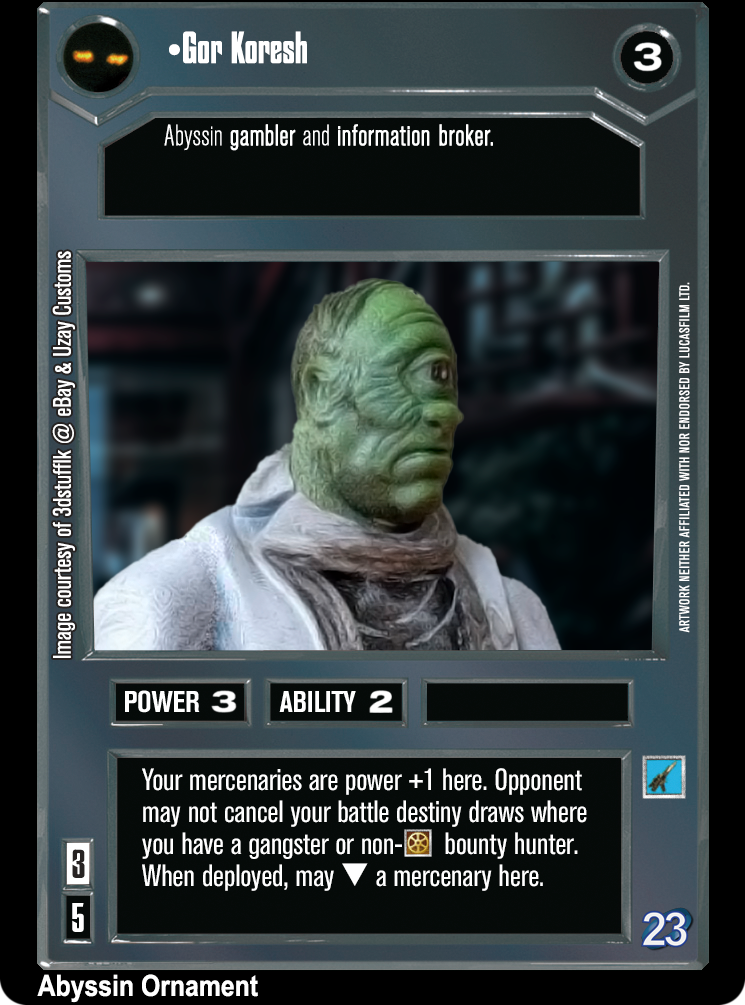 •Gor Koresh
3
Abyssin gambler and information broker.
Image courtesy of 3dstufflk @ eBay & Uzay Customs
ARTWORK NEITHER AFFILIATED WITH NOR ENDORSED BY LUCASFILM LTD.
POWER 3
ABILITY 2
Your mercenaries are power +1 here. Opponent
may not cancel your battle destiny draws where
you have a gangster or non- bounty hunter.
When deployed, may ▼ a mercenary here.
3
5
23
Abyssin Ornament